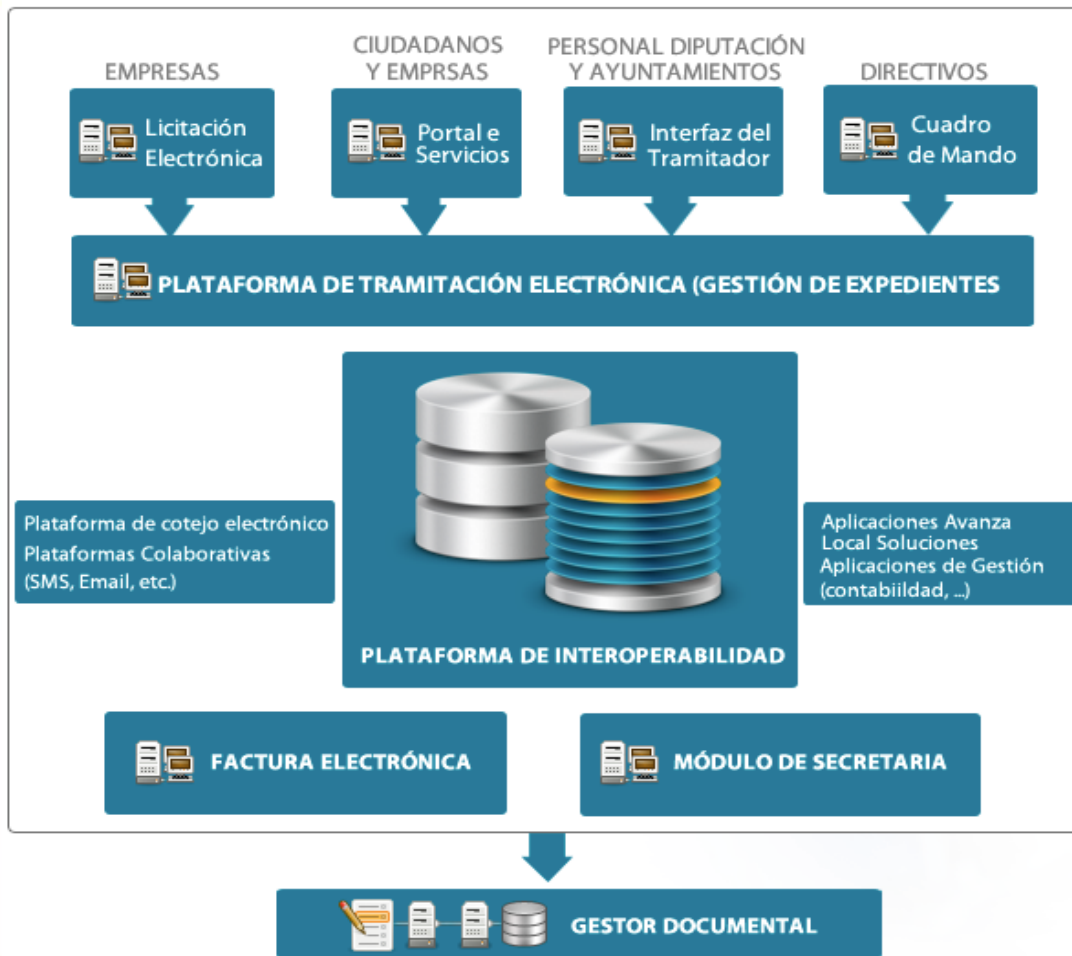 EMPRESAS
CIUDADANOS
Y EMPRSAS
PERSONAL DIPUTACIÓN
Y AYUNTAMIENTOS
DIRECTIVOS
Licitación
Electrónica
Portal e
Servicios
Interfaz del
Tramitador
Cuadro
de Mando
PLATAFORMA DE TRAMITACIÓN ELECTRÓNICA (GESTIÓN DE EXPEDIENTES
Plataforma de cotejo electrónico
Plataformas Colaborativas
(SMS, Email, etc.)
Aplicaciones Avanza
Local Soluciones
Aplicaciones de Gestión
(contabiildad, ...)
PLATAFORMA DE INTEROPERABILIDAD
FACTURA ELECTRÓNICA
MÓDULO DE SECRETARIA
GESTOR DOCUMENTAL